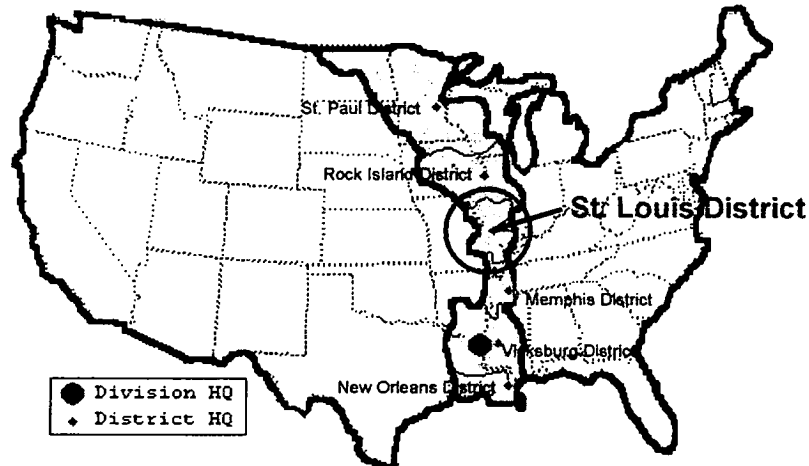 St. Paul District
Rock Island District
St. Louis District
Memphis District
Vicksburg District
New Orleans District
Division HQ
District HQ